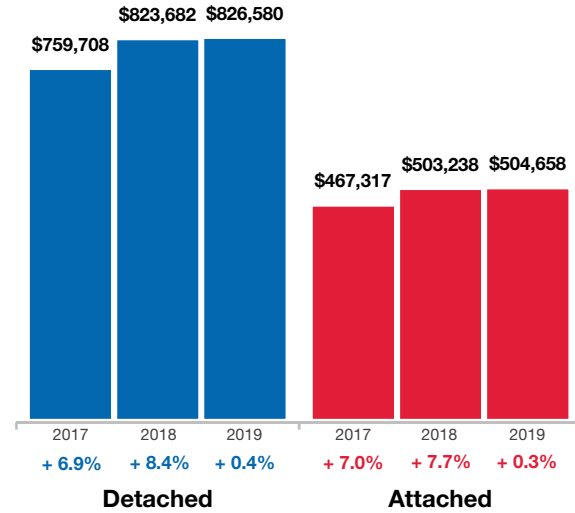 $759,708 $823,682 $826,580
$467,317 $503,238 $504,658
2017 2018 2019 2017 2018 2019
+ 6.9% + 8.4% + 0.4% + 7.0% + 7.7% + 0.3%
Detached Attached